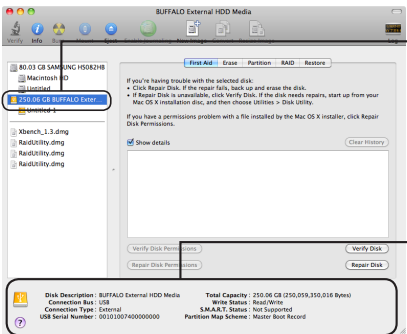 BUFFALO External HDD Media
Verify Info Burn Mount Eject Enable Journaling New Image Convert Resize Image Log
80.03 GB SAMSUNG HS082HB
Macintosh HD
Untitled
250.06 GB BUFFALO Exter...
Untitled 1
Xbench_1.3.dmg
RaidUtility.dmg
RaidUtility.dmg
RaidUtility.dmg
First Aid Erase Partition RAID Restore
If you're having trouble with the selected disk:
• Click Repair Disk. If the repair fails, back up and erase the disk.
• If Repair Disk is unavailable, click Verify Disk. If the disk needs repairs, start up from your
Mac OS X installation disc, and then choose Utilities > Disk Utility.
If you have a permissions problem with a file installed by the Mac OS X installer, click Repair
Disk Permissions.
Show details
Clear History
Verify Disk Permissions
Verify Disk
Repair Disk Permissions
Repair Disk
Disk Description : BUFFALO External HDD Media
Connection Bus : USB
Connection Type : External
USB Serial Number : 00101007400000000
Total Capacity : 250.06 GB (250,059,350,016 Bytes)
Write Status : Read/Write
S.M.A.R.T. Status : Not Supported
Partition Map Scheme : Master Boot Record